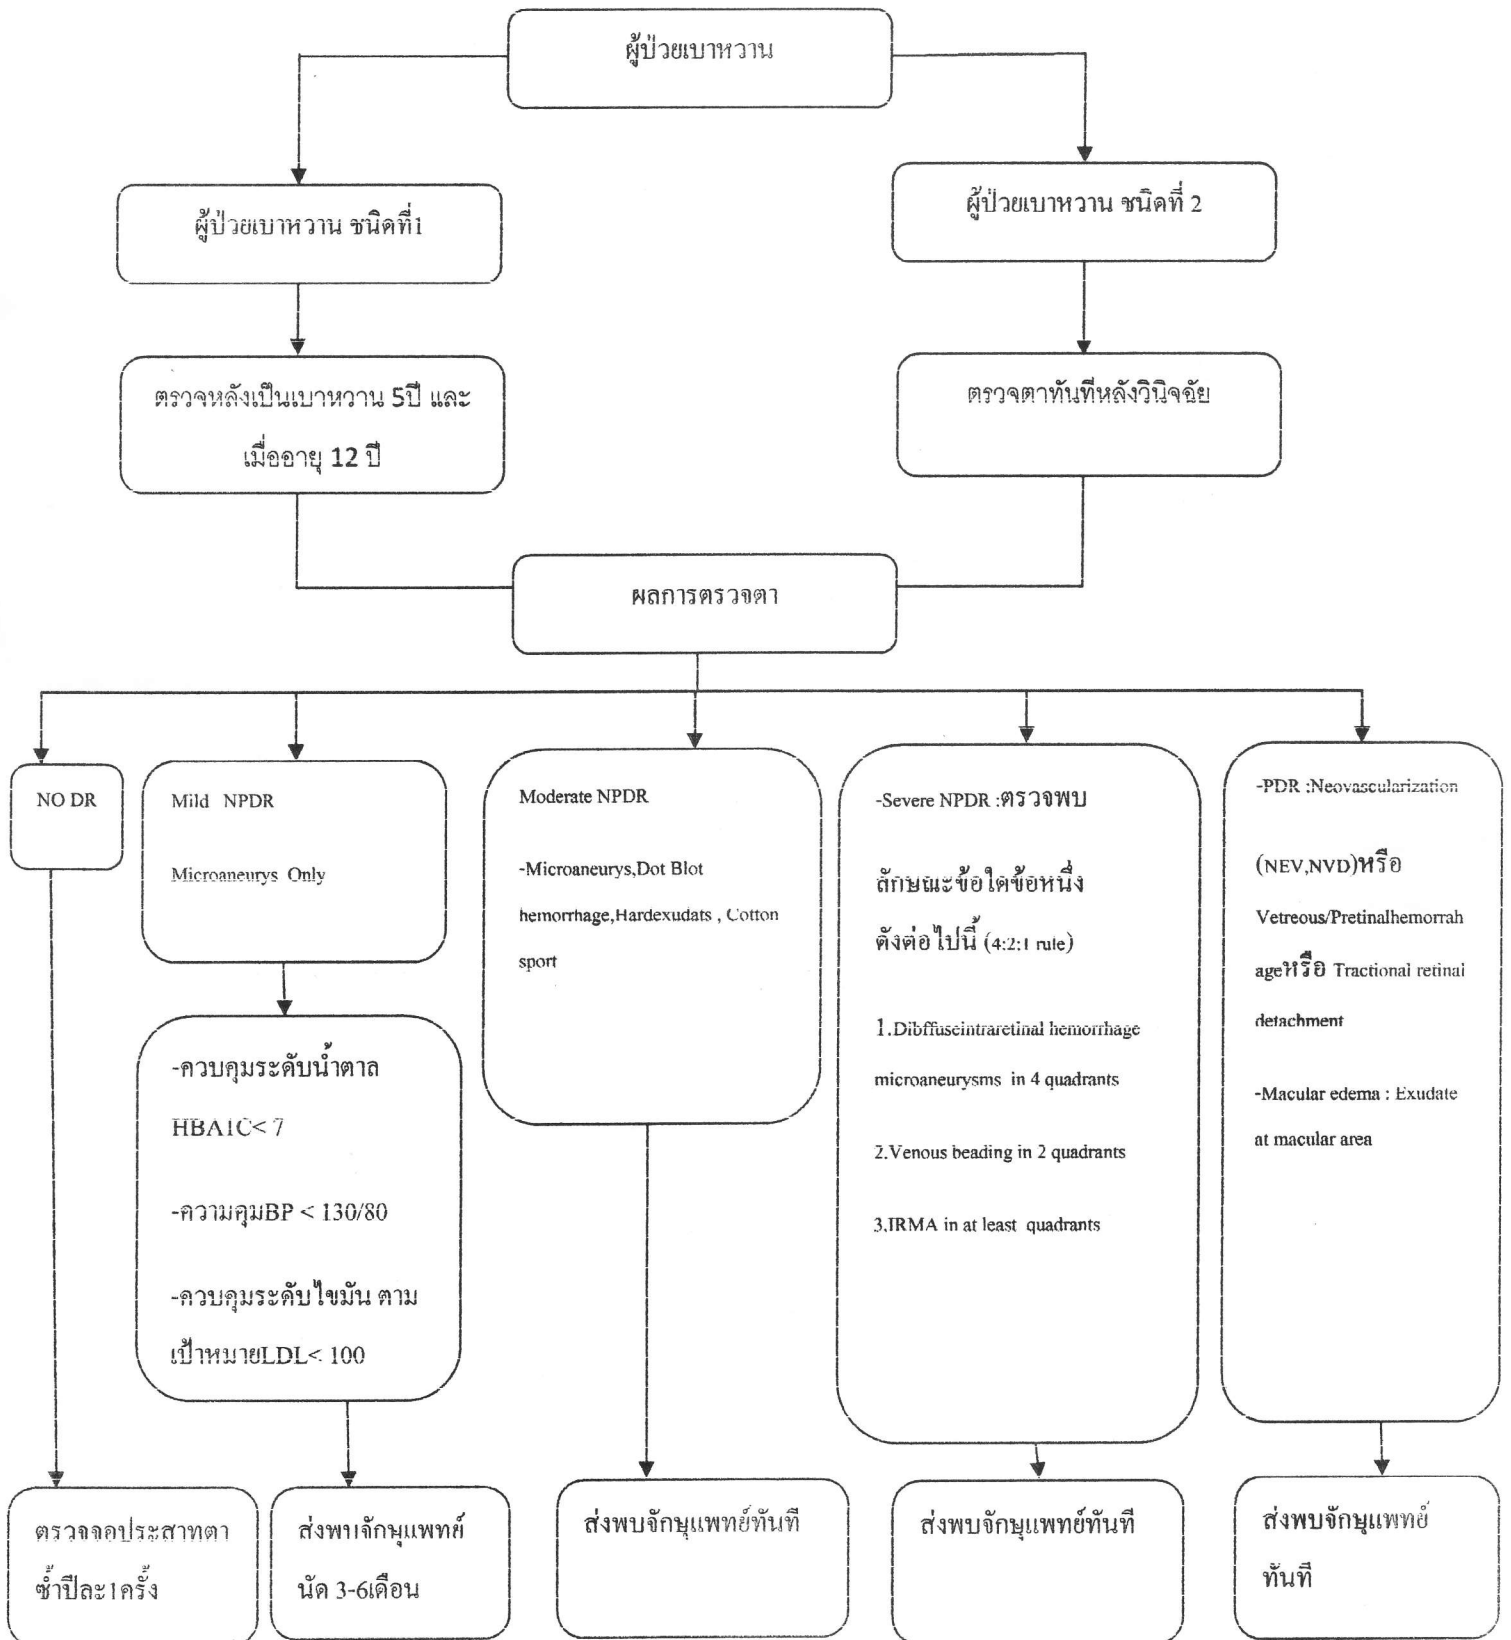 ผู้ป่วยเบาหวาน
ผู้ป่วยเบาหวาน ชนิดที่1
ผู้ป่วยเบาหวาน ชนิดที่ 2
ตรวจหลังเป็นเบาหวาน 5ปี และ
เมื่ออายุ 12 ปี
ตรวจตาทันทีหลังวินิจฉัย
ผลการตรวจตา
NO DR
Mild NPDR
Microaneurys Only
-ควบคุมระดับน้ำตาล
HBA1C< 7
-ความคุมBP < 130/80
-ควบคุมระดับไขมัน ตาม
เป้าหมายLDL< 100
Moderate NPDR
-Microaneurys,Dot Blot
hemorrhage,Hardexudats , Cotton
sport
-Severe NPDR :ตรวจพบ
ลักษณะข้อใดข้อหนึ่ง
ดังต่อไปนี้ (4:2:1 rule)
1.Dibffuseintraretinal hemorrhage
microaneurysms in 4 quadrants
2.Venous beading in 2 quadrants
3,IRMA in at least quadrants
-PDR :Neovascularization
(NEV,NVD)หรือ
Vetreous/Pretinalhemorrah
ageหรือ Tractional retinal
detachment
-Macular edema : Exudate
at macular area
ตรวจจอประสาทตา
ซ้ำปีละ1ครั้ง
ส่งพบจักษุแพทย์
นัด 3-6เดือน
ส่งพบจักษุแพทย์ทันที
ส่งพบจักษุแพทย์ทันที
ส่งพบจักษุแพทย์
ทันที